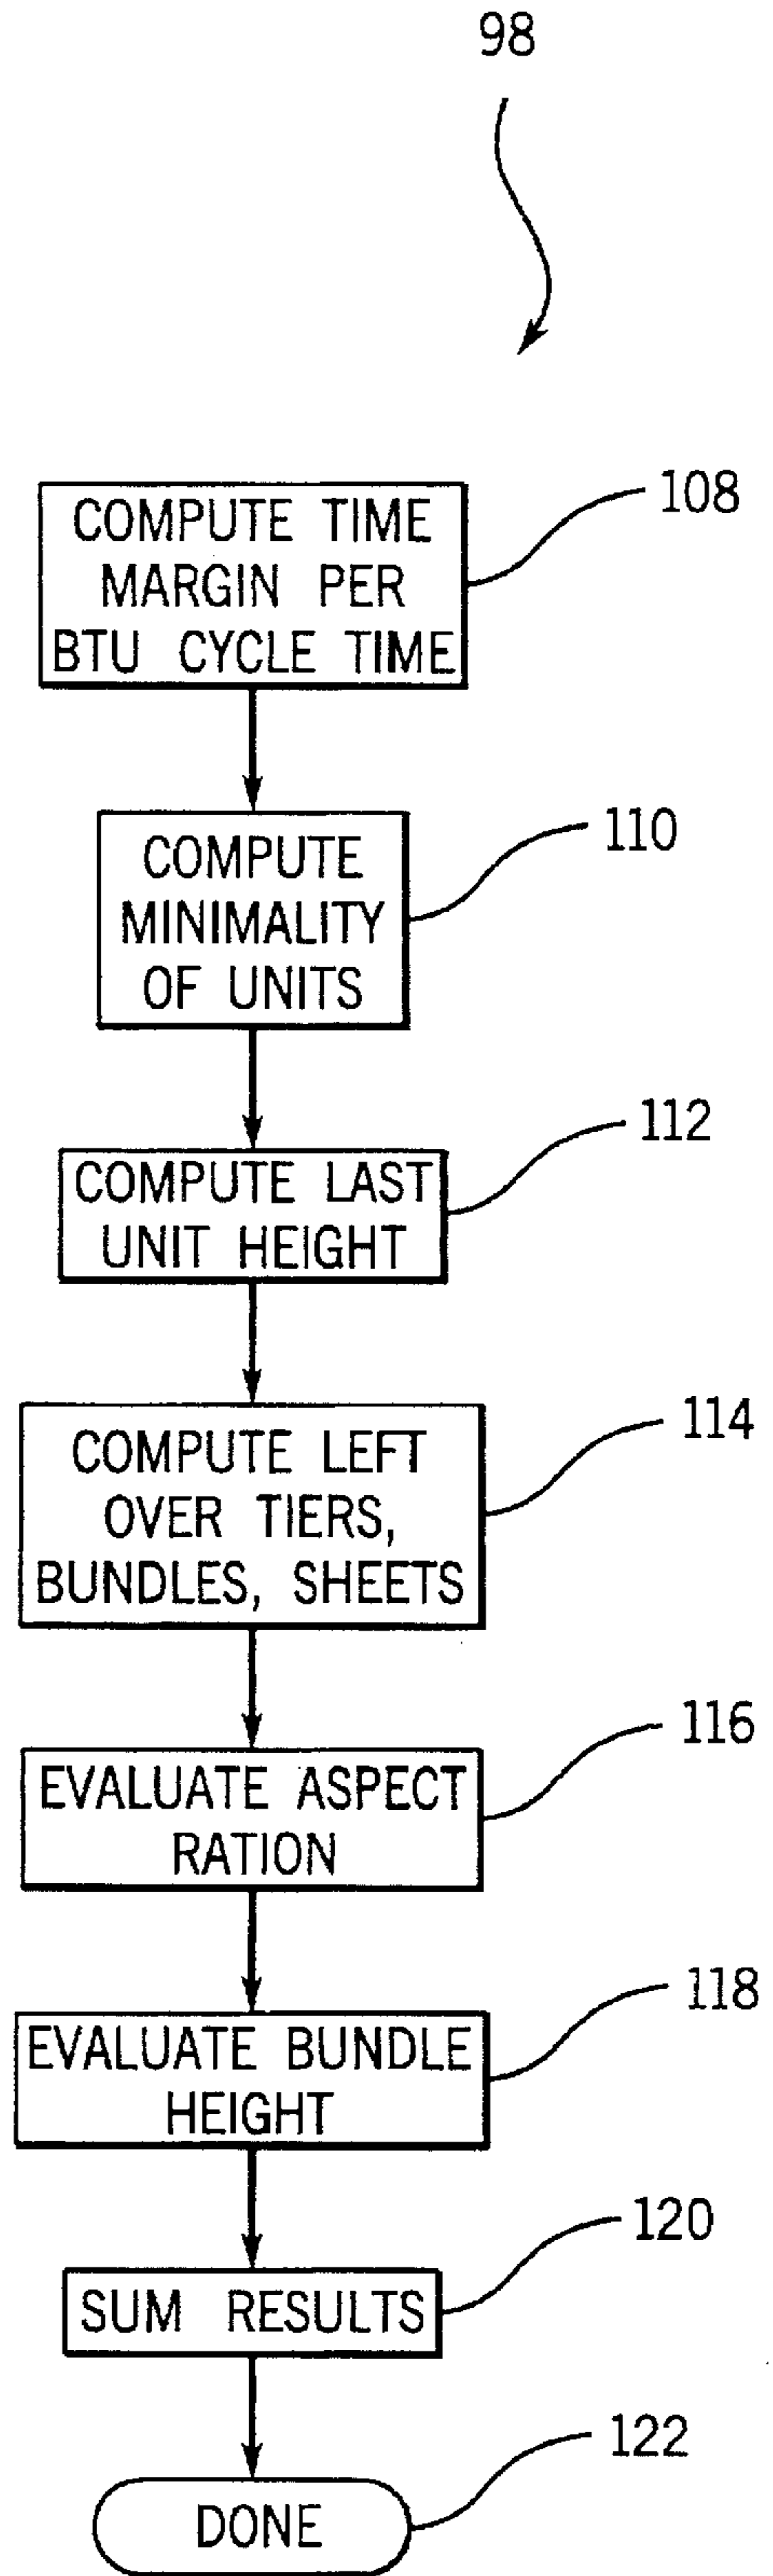 98
COMPUTE TIME
MARGIN PER
BTU CYCLE TIME
108
COMPUTE
MINIMALITY
OF UNITS
110
COMPUTE LAST
UNIT HEIGHT
112
COMPUTE LEFT
OVER TIERS,
BUNDLES, SHEETS
114
EVALUATE ASPECT
RATION
116
EVALUATE BUNDLE
HEIGHT
118
SUM RESULTS
120
DONE
122